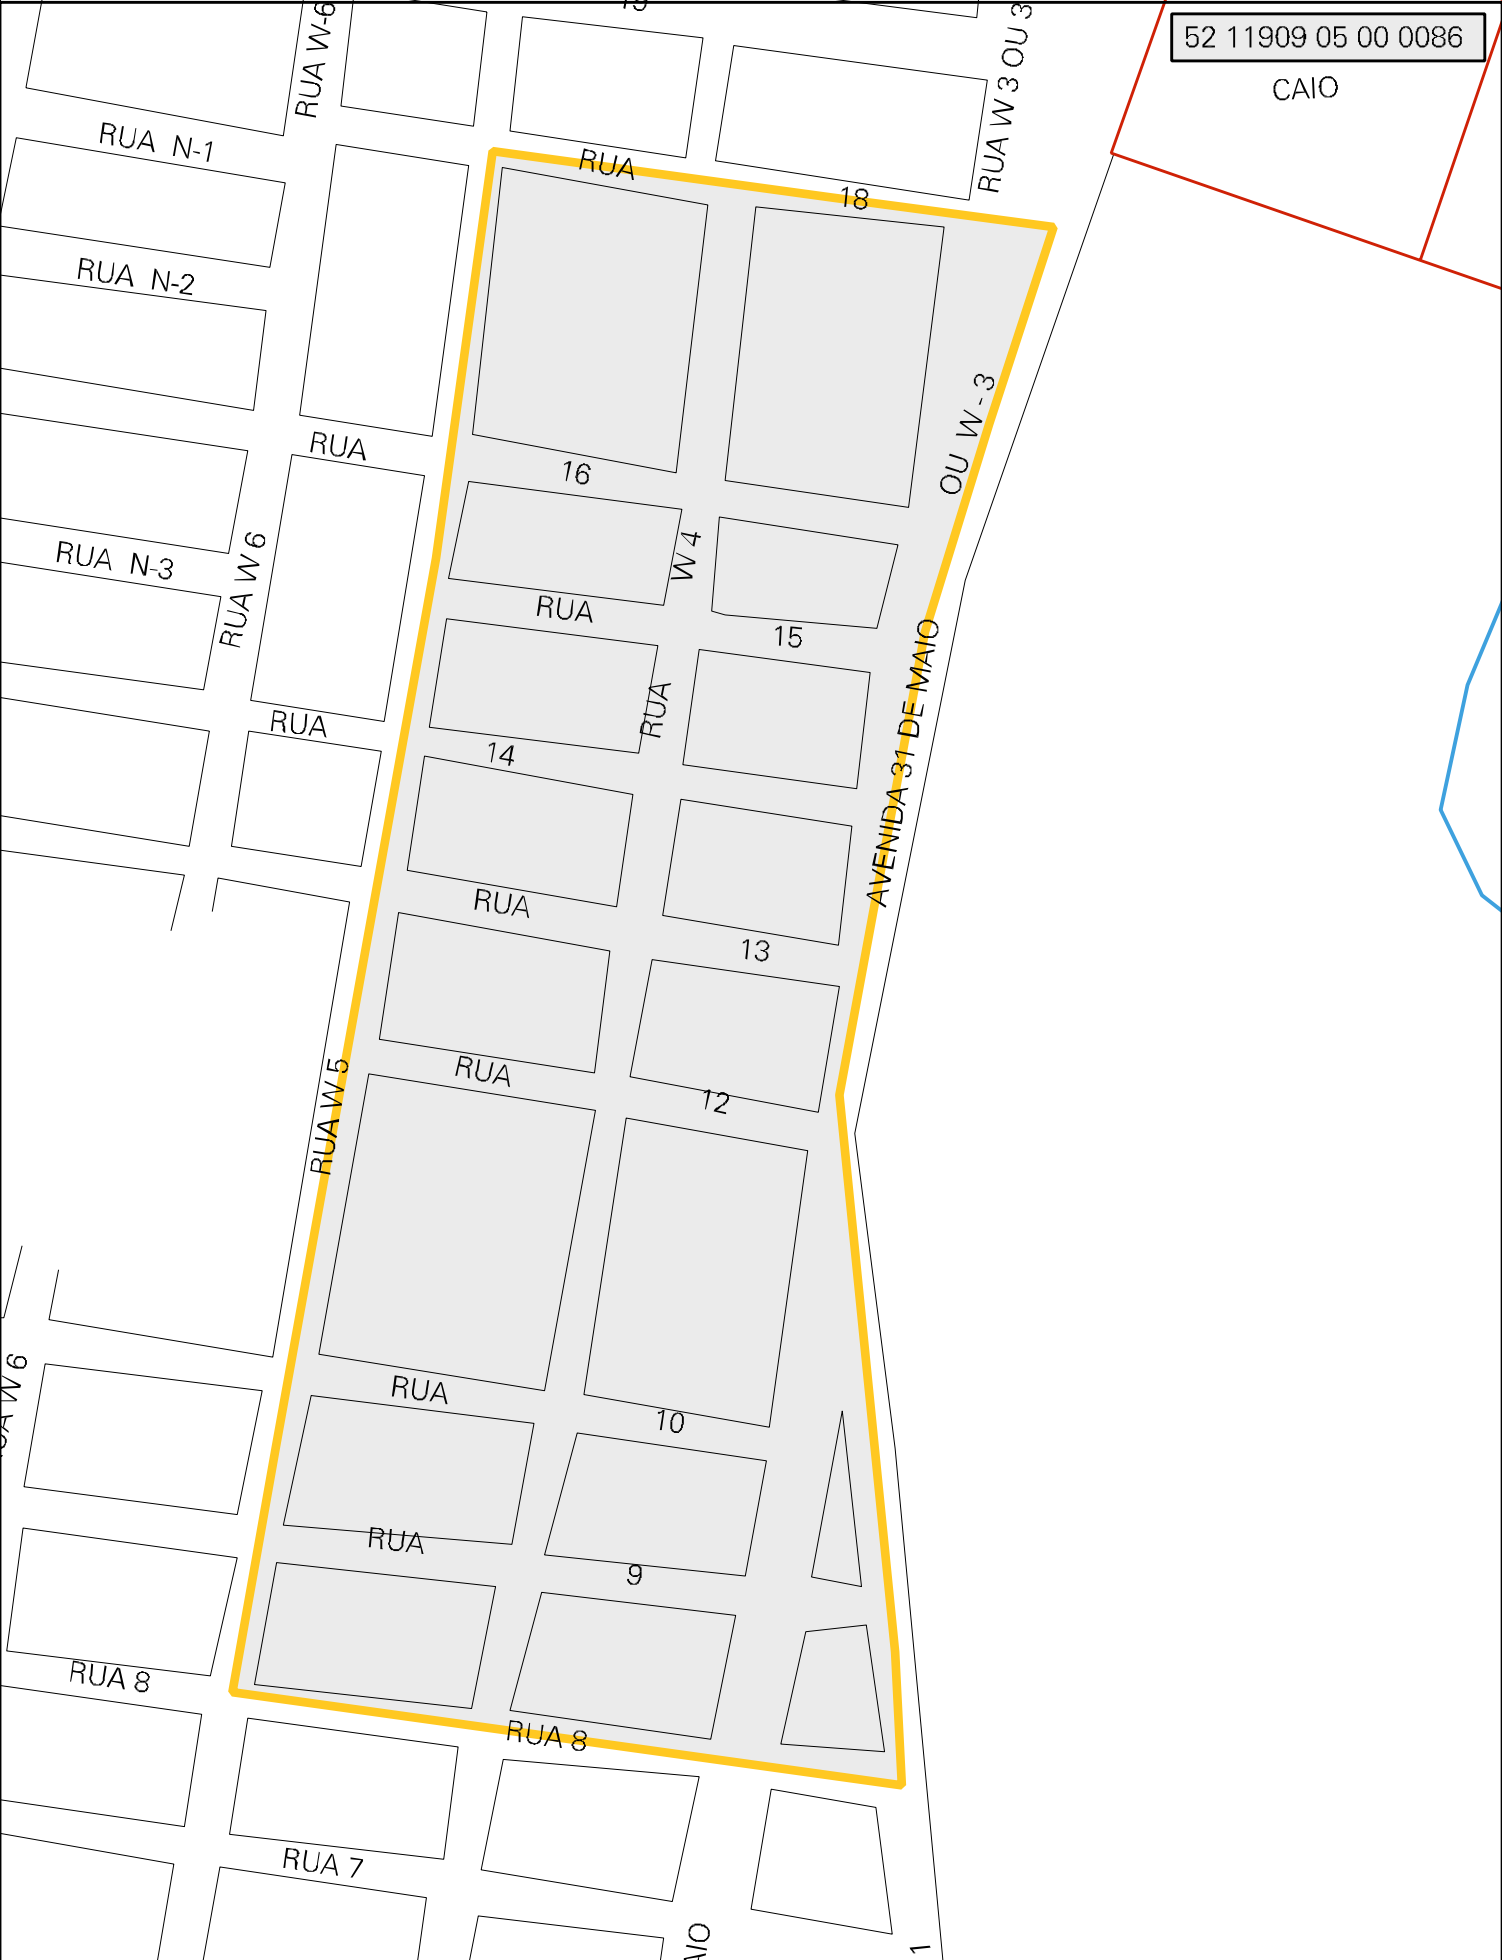 RUA W-6
RUA W 3 OU 3
52 11909 05 00 0086
CAIO
RUA N-1
RUA
18
RUA N-2
OU W - 3
RUA
16
W 4
RUA N-3
RUA W 6
RUA
15
AVENIDA 31 DE MAIO
RUA
RUA
14
RUA
13
RUA W 5
RUA
12
RUA
10
W 6
RUA
9
RUA 8
RUA 8
RUA 7
1